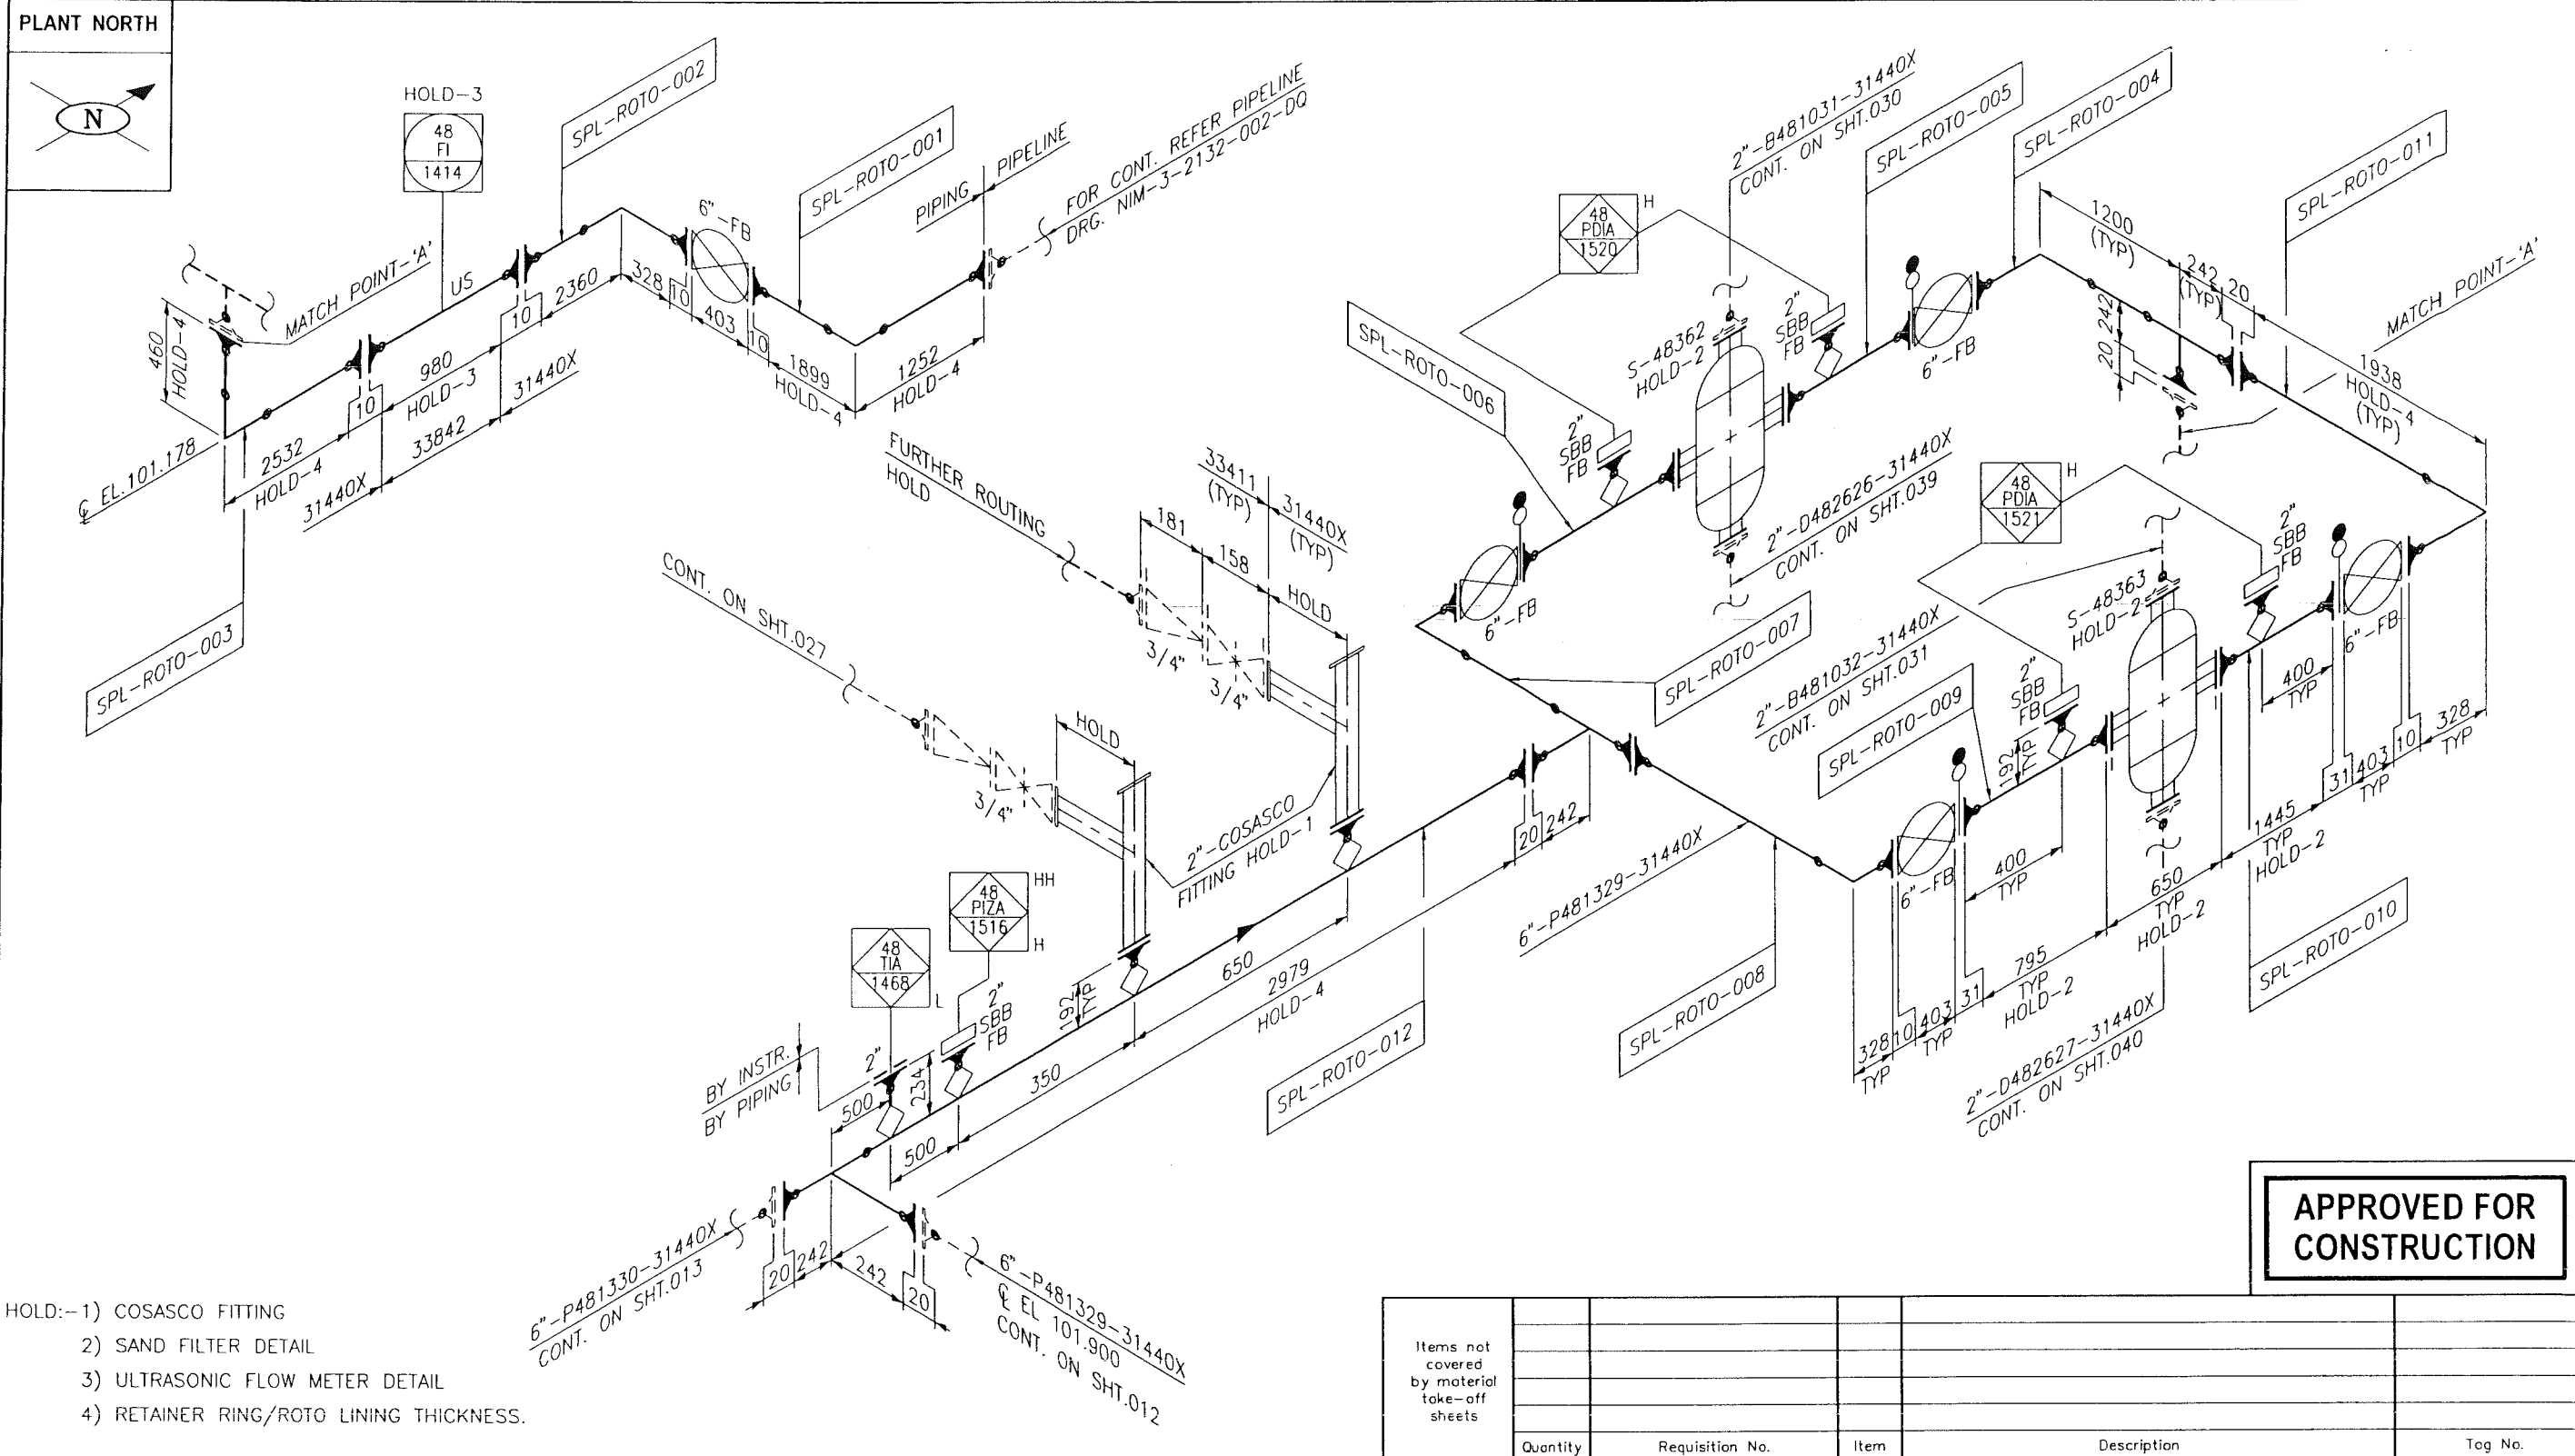 PLANT NORTH
N
HOLD-3
48
FI
1414
SPL-ROTO-002
SPL-ROTO-001
6"-FB
PIPING
PIPELINE
FOR CONT. REFER PIPELINE
DRG. NIM-3-2132-002-DQ
MATCH POINT-'A'
US
460
HOLD-4
2360
328
10
403
10
1899
HOLD-4
1252
HOLD-4
10
980
HOLD-3
31440X
10
33842
2532
HOLD-4
31440X
℄ EL.101.178
SPL-ROTO-003
2"-B481031-31440X
CONT. ON SHT.030
SPL-ROTO-005
SPL-ROTO-004
SPL-ROTO-011
48
PDIA
1520
H
1200
(TYP)
242
(TYP)
20
242
20
MATCH POINT-'A'
1938
HOLD-4
(TYP)
S-48362
HOLD-2
2"
SBB
FB
6"-FB
SPL-ROTO-006
2"
SBB
FB
2"-D482626-31440X
CONT. ON SHT.039
6"-FB
48
PDIA
1521
H
FURTHER ROUTING
HOLD
33411
(TYP)
31440X
(TYP)
181
158
HOLD
3/4"
3/4"
CONT. ON SHT.027
HOLD
3/4"
2"-COSASCO
FITTING HOLD-1
SPL-ROTO-007
2"-B481032-31440X
CONT. ON SHT.031
S-48363
HOLD-2
2"
SBB
FB
2"
SBB
FB
6"-FB
SPL-ROTO-009
192
TYP
400
TYP
328
TYP
10
403
TYP
31
1445
TYP
HOLD-2
6"-FB
400
TYP
650
TYP
HOLD-2
795
TYP
HOLD-2
31
403
TYP
10
328
TYP
SPL-ROTO-010
2"-D482627-31440X
CONT. ON SHT.040
20
242
6"-P481329-31440X
SPL-ROTO-008
48
PIZA
1516
HH
H
48
TIA
1468
L
2"
SBB
FB
2"
192
TYP
650
2979
HOLD-4
SPL-ROTO-012
BY INSTR.
BY PIPING
500
234
350
500
6"-P481330-31440X
CONT. ON SHT.013
20
242
242
20
6"-P481329-31440X
℄ EL 101.900
CONT. ON SHT.012
APPROVED FOR
CONSTRUCTION
HOLD:-1) COSASCO FITTING
2) SAND FILTER DETAIL
3) ULTRASONIC FLOW METER DETAIL
4) RETAINER RING/ROTO LINING THICKNESS.
Items not
covered
by material
take-off
sheets
Quantity
Requisition No.
Item
Description
Tag No.